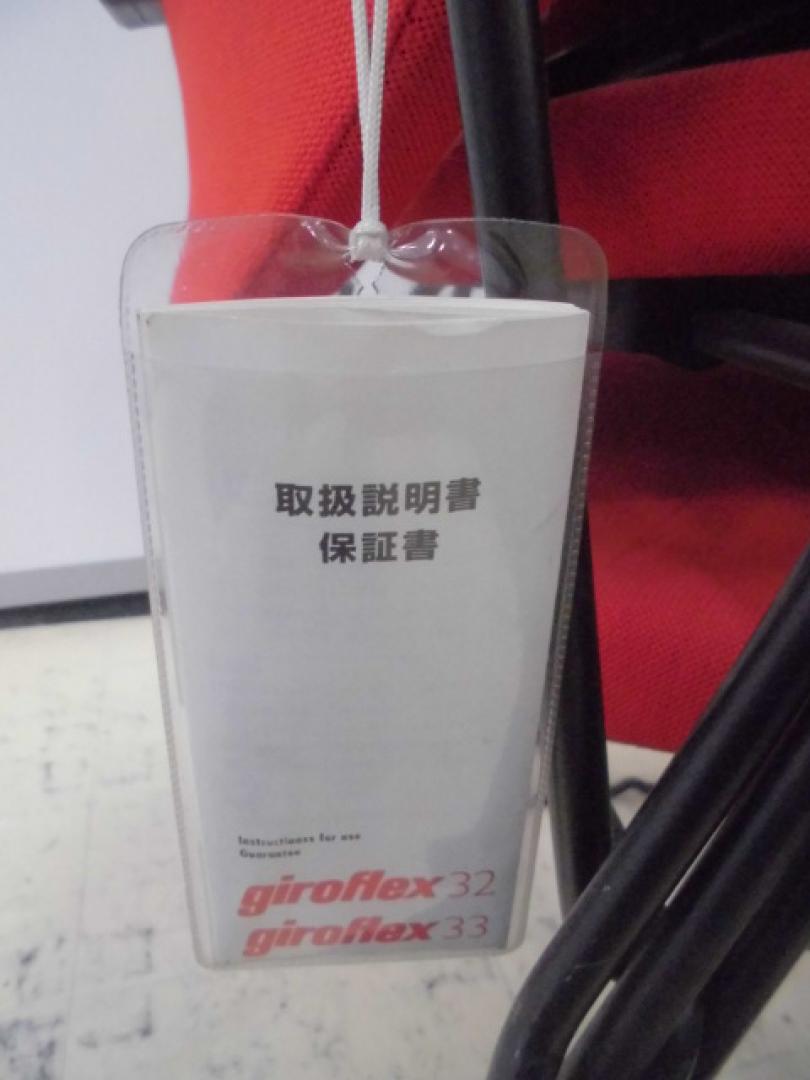 取扱説明書
保証書
Instructions for use
Guarantee
giroflex 32
giroflex 33